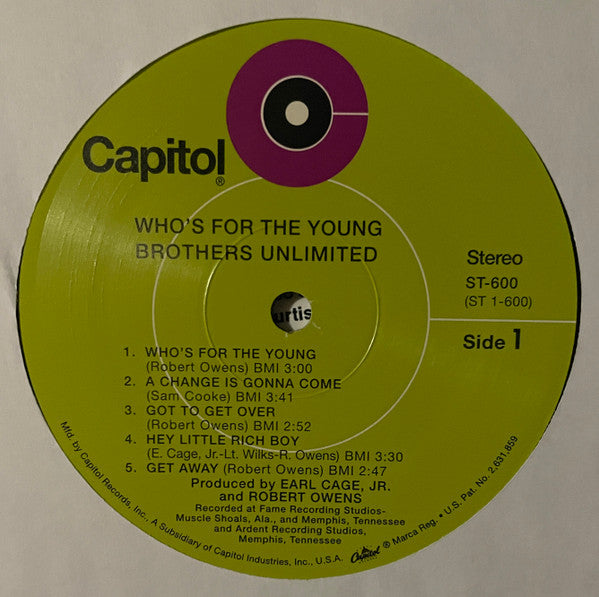 Capitol®
WHO'S FOR THE YOUNG
BROTHERS UNLIMITED
Stereo
ST-600
(ST 1-600)
Side 1
urtis
1. WHO'S FOR THE YOUNG
(Robert Owens) BMI 3:00
2. A CHANGE IS GONNA COME
(Sam Cooke) BMI 3:41
3. GOT TO GET OVER
(Robert Owens) BMI 2:52
4. HEY LITTLE RICH BOY
(E. Cage, Jr.-Lt. Wilks-R. Owens) BMI 3:30
5. GET AWAY (Robert Owens) BMI 2:47
Produced by EARL CAGE, JR.
and ROBERT OWENS
Recorded at Fame Recording Studios-
Muscle Shoals, Ala., and Memphis, Tennessee
and Ardent Recording Studios,
Memphis, Tennessee
Mfd. by Capitol Records, Inc., A Subsidiary of Capitol Industries, Inc., U.S.A. Capitol ® Marca Reg. • U.S. Pat. No. 2,631,859